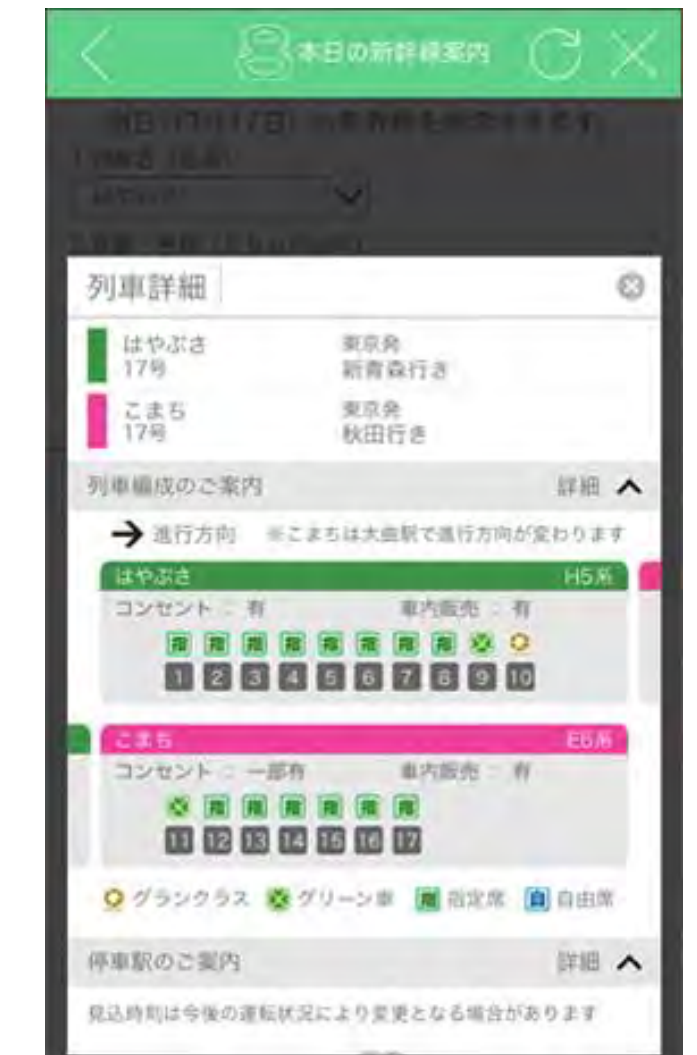 本日の新幹線案内
列車詳細
はやぶさ 東京発
17号 新青森行き
こまち 東京発
17号 秋田行き
列車編成のご案内 詳細
→ 進行方向 ※こまちは大曲駅で進行方向が変わります
はやぶさ H5系
コンセント : 有 車内販売 : 有
指 指 指 指 指 指 指 指
1 2 3 4 5 6 7 8 9 10
こまち E6系
コンセント : 一部有 車内販売 : 有
指 指 指 指 指 指
11 12 13 14 15 16 17
グランクラス グリーン車 指 指定席 自 自由席
停車駅のご案内 詳細
見込時刻は今後の運転状況により変更となる場合があります